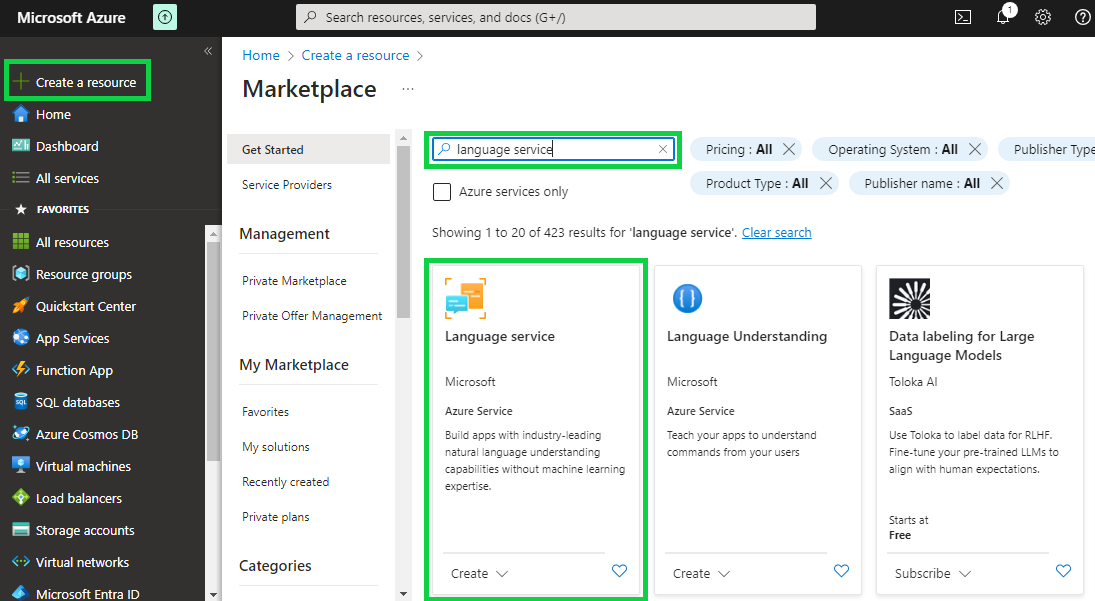 Microsoft Azure
Search resources, services, and docs (G+/)
1
Create a resource
Home
Dashboard
All services
FAVORITES
All resources
Resource groups
Quickstart Center
App Services
Function App
SQL databases
Azure Cosmos DB
Virtual machines
Load balancers
Storage accounts
Virtual networks
Microsoft Entra ID
Home > Create a resource >
Marketplace ...
Get Started
Service Providers
Management
Private Marketplace
Private Offer Management
My Marketplace
Favorites
My solutions
Recently created
Private plans
Categories
language service
Pricing : All
Operating System : All
Publisher Type
Azure services only
Product Type : All
Publisher name : All
Showing 1 to 20 of 423 results for 'language service'. Clear search
Language service
Microsoft
Azure Service
Build apps with industry-leading
natural language understanding
capabilities without machine learning
expertise.
Create
Language Understanding
Microsoft
Azure Service
Teach your apps to understand
commands from your users
Create
Data labeling for Large
Language Models
Toloka AI
SaaS
Use Toloka to label data for RLHF.
Fine-tune your pre-trained LLMs to
align with human expectations.
Starts at
Free
Subscribe